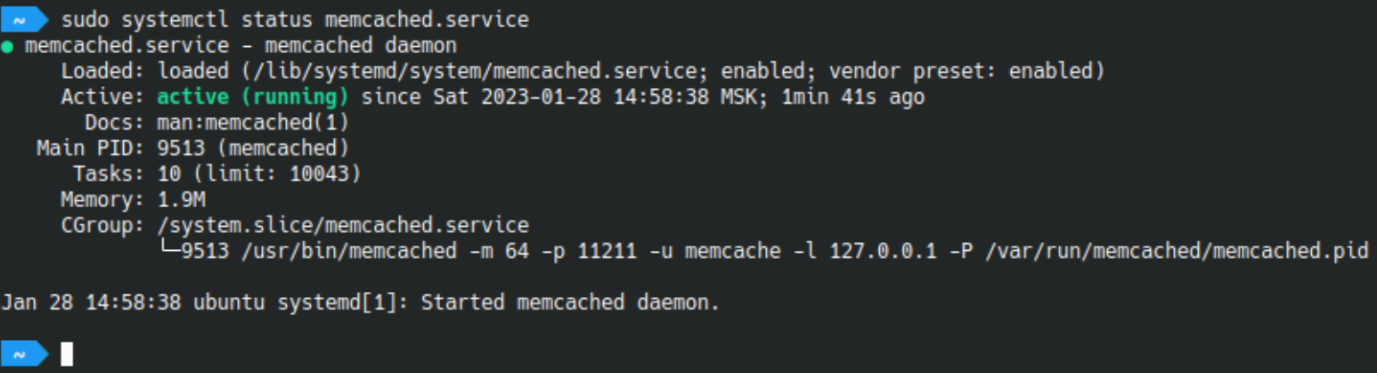 ~ sudo systemctl status memcached.service
● memcached.service - memcached daemon
Loaded: loaded (/lib/systemd/system/memcached.service; enabled; vendor preset: enabled)
Active: active (running) since Sat 2023-01-28 14:58:38 MSK; 1min 41s ago
Docs: man:memcached(1)
Main PID: 9513 (memcached)
Tasks: 10 (limit: 10043)
Memory: 1.9M
CGroup: /system.slice/memcached.service
└─9513 /usr/bin/memcached -m 64 -p 11211 -u memcache -l 127.0.0.1 -P /var/run/memcached/memcached.pid
Jan 28 14:58:38 ubuntu systemd[1]: Started memcached daemon.
~